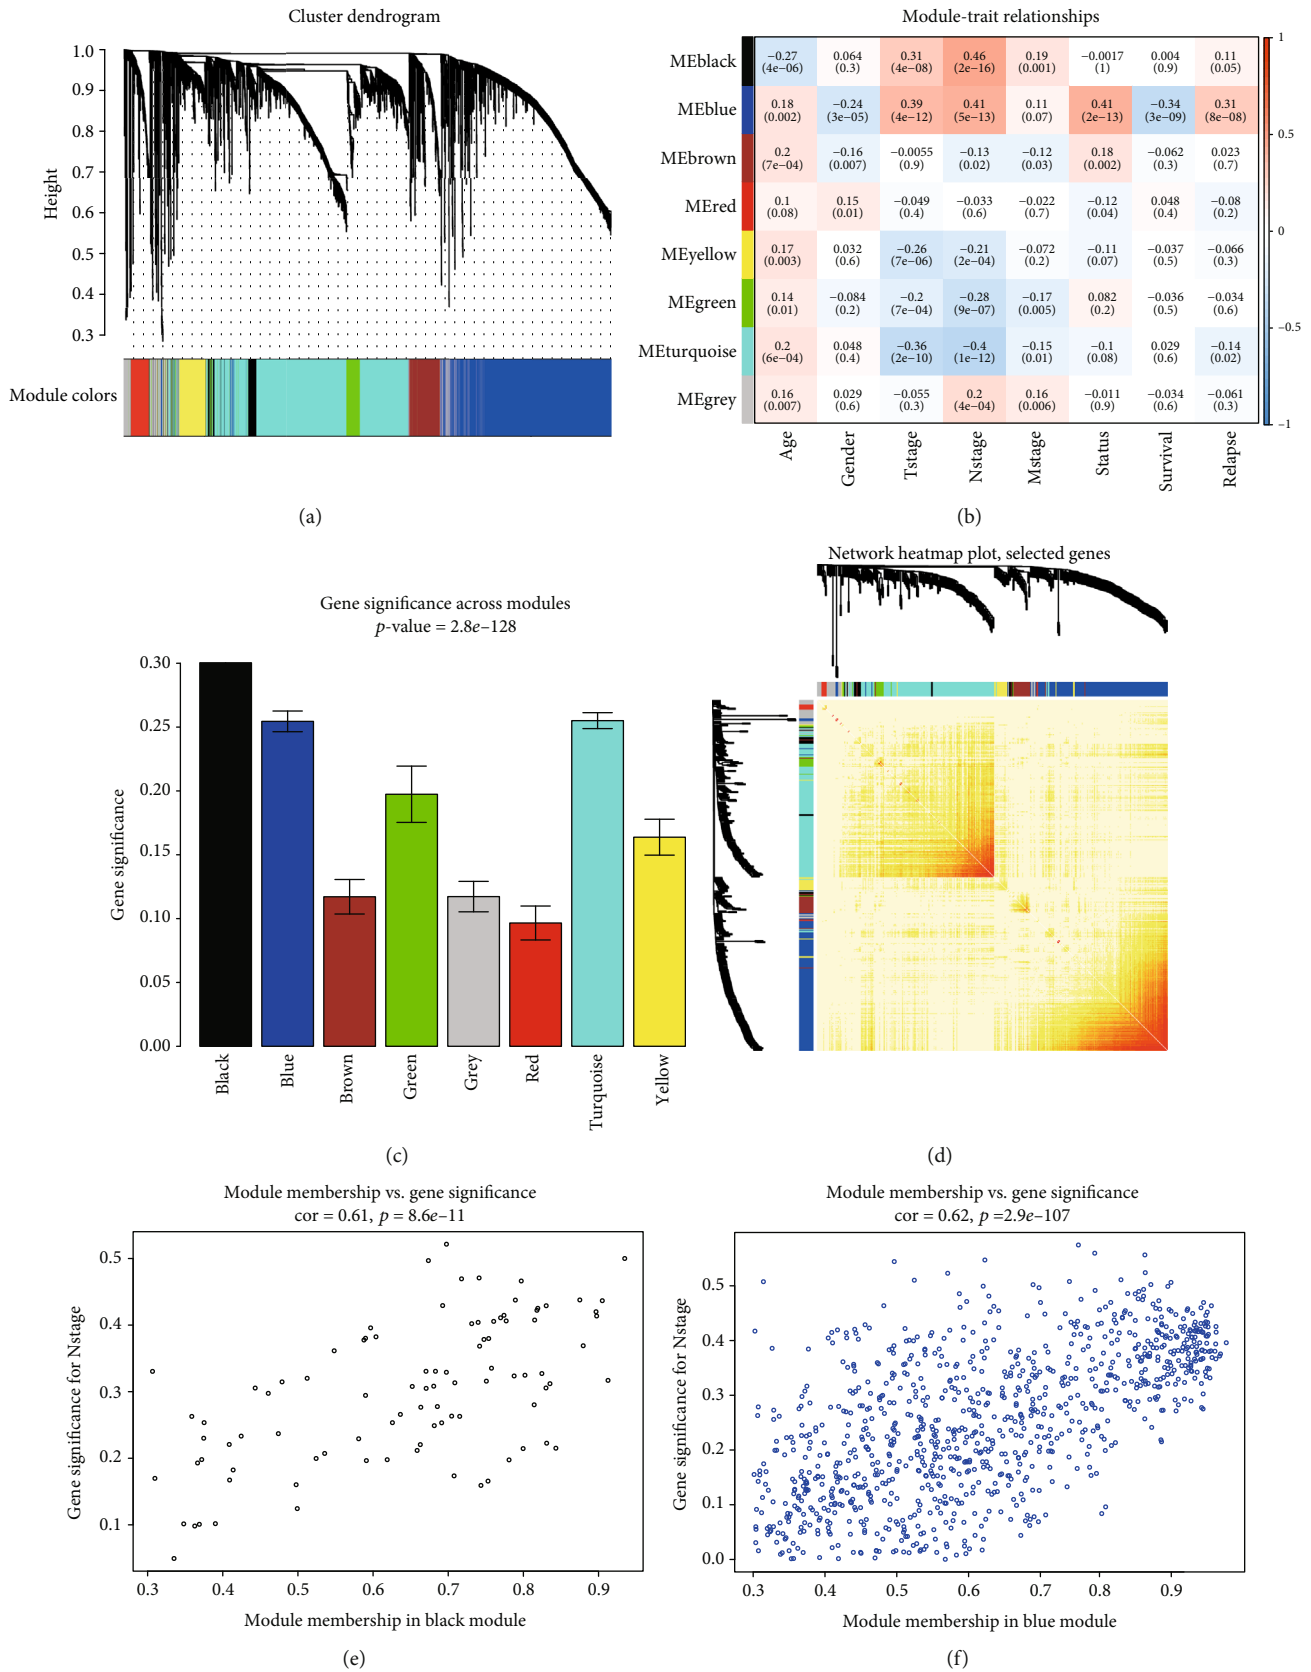 Cluster dendrogram
Height
1.0
0.9
0.8
0.7
0.6
0.5
0.4
0.3
Module colors
(a)
Module-trait relationships
MEblack −0.27 0.064 0.31 0.46 0.19 −0.0017 0.004 0.11
(4e−06) (0.3) (4e−08) (2e−16) (0.001) (1) (0.9) (0.05)
MEblue 0.18 −0.24 0.39 0.41 0.11 0.41 −0.34 0.31
(0.002) (3e−05) (4e−12) (5e−13) (0.07) (2e−13) (3e−09) (8e−08)
MEbrown 0.2 −0.16 −0.0055 −0.13 −0.12 0.18 −0.062 0.023
(7e−04) (0.007) (0.9) (0.02) (0.03) (0.002) (0.3) (0.7)
MEred 0.1 0.15 −0.049 −0.033 −0.022 −0.12 0.048 −0.08
(0.08) (0.01) (0.4) (0.6) (0.7) (0.04) (0.4) (0.2)
MEyellow 0.17 0.032 −0.26 −0.21 −0.072 −0.11 −0.037 −0.066
(0.003) (0.6) (7e−06) (2e−04) (0.2) (0.07) (0.5) (0.3)
MEgreen 0.14 −0.084 −0.2 −0.28 −0.17 0.082 −0.036 −0.034
(0.01) (0.2) (7e−04) (9e−07) (0.005) (0.2) (0.5) (0.6)
MEturquoise 0.2 0.048 −0.36 −0.4 −0.15 −0.1 0.029 −0.14
(6e−04) (0.4) (2e−10) (1e−12) (0.01) (0.08) (0.6) (0.02)
MEgrey 0.16 0.029 −0.055 0.2 0.16 −0.011 −0.034 −0.061
(0.007) (0.6) (0.3) (4e−04) (0.006) (0.9) (0.6) (0.3)
Age Gender Tstage Nstage Mstage Status Survival Relapse
1
0.5
0
−0.5
−1
(b)
Gene significance across modules
p-value = 2.8e−128
Gene significance
0.30
0.25
0.20
0.15
0.10
0.05
0.00
Black Blue Brown Green Grey Red Turquoise Yellow
(c)
Network heatmap plot, selected genes
(d)
Module membership vs. gene significance
cor = 0.61, p = 8.6e−11
Gene significance for Nstage
0.5
0.4
0.3
0.2
0.1
0.3 0.4 0.5 0.6 0.7 0.8 0.9
Module membership in black module
(e)
Module membership vs. gene significance
cor = 0.62, p =2.9e−107
Gene significance for Nstage
0.5
0.4
0.3
0.2
0.1
0.0
0.3 0.4 0.5 0.6 0.7 0.8 0.9
Module membership in blue module
(f)